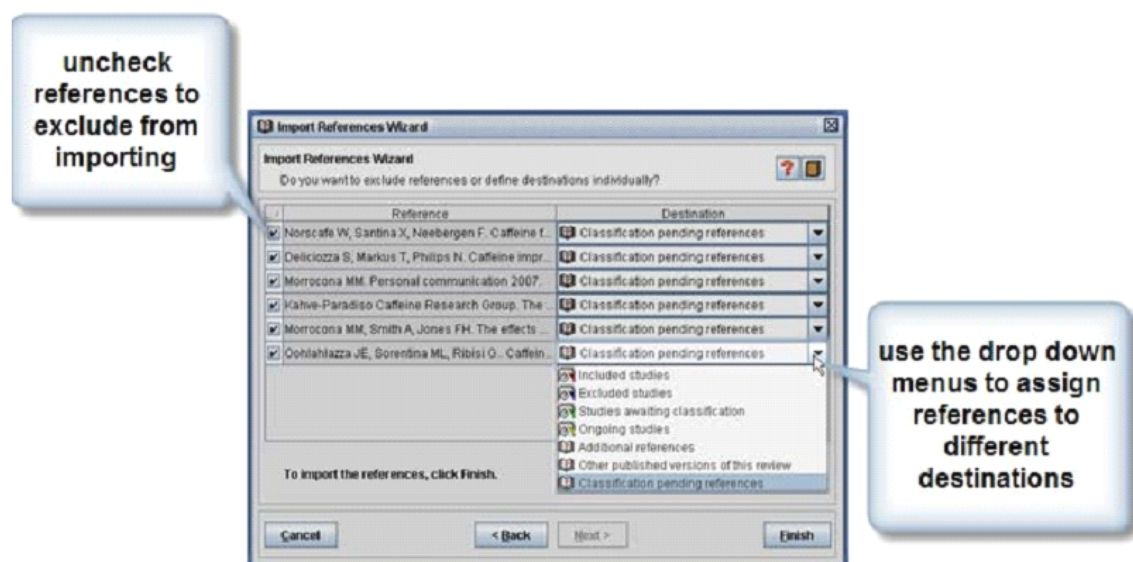 uncheck
references to
exclude from
importing
Import References Wizard
Import References Wizard
Do you want to exclude references or define destinations individually?
Reference Destination
Norscafe W, Santina X, Neebergen F. Caffeine f... Classification pending references
Deliciozza S, Markus T, Philips N. Caffeine impr... Classification pending references
Morrocona MM. Personal communication 2007. Classification pending references
Kahve-Paradiso Caffeine Research Group. The ... Classification pending references
Morrocona MM, Smith A, Jones FH. The effects ... Classification pending references
Oohlahlazza JE, Sorentina ML, Ribisi O.. Caffein... Classification pending references
Included studies
Excluded studies
Studies awaiting classification
Ongoing studies
Additional references
Other published versions of this review
Classification pending references
To import the references, click Finish.
Cancel < Back Next > Finish
use the drop down
menus to assign
references to
different
destinations